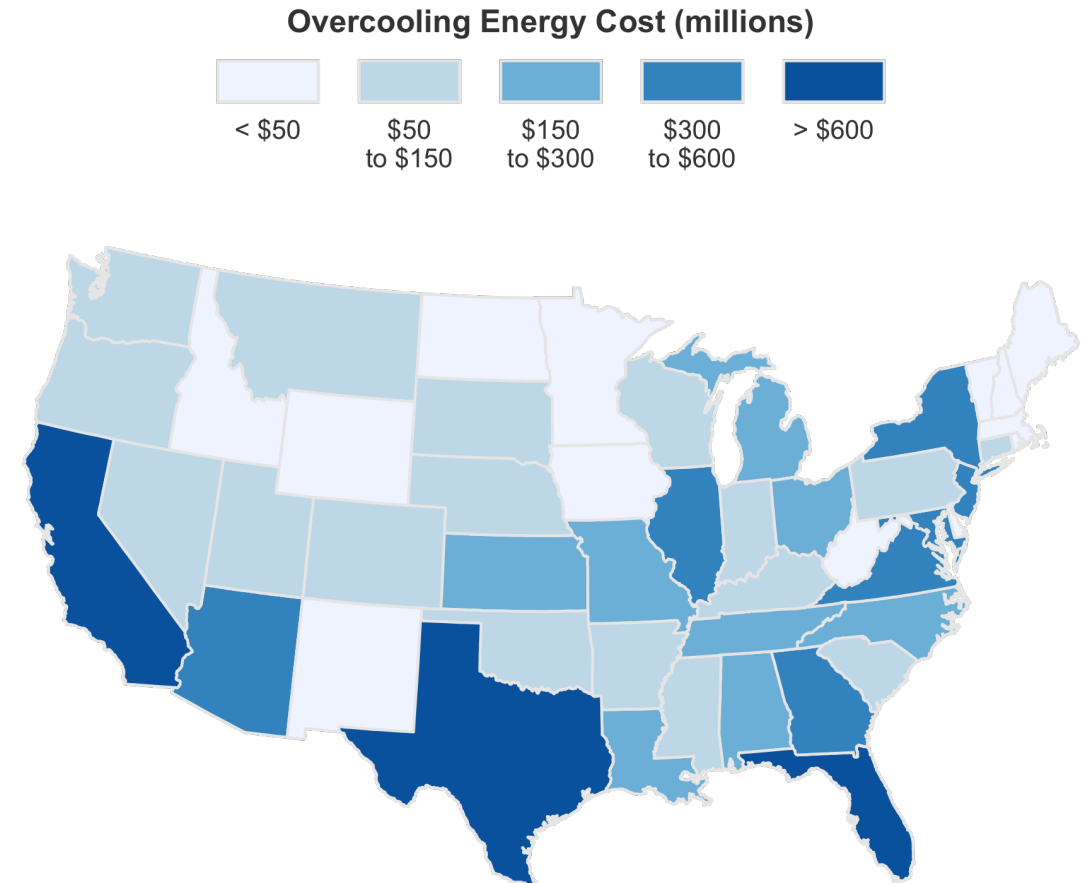 Overcooling Energy Cost (millions)
< $50
$50
to $150
$150
to $300
$300
to $600
> $600